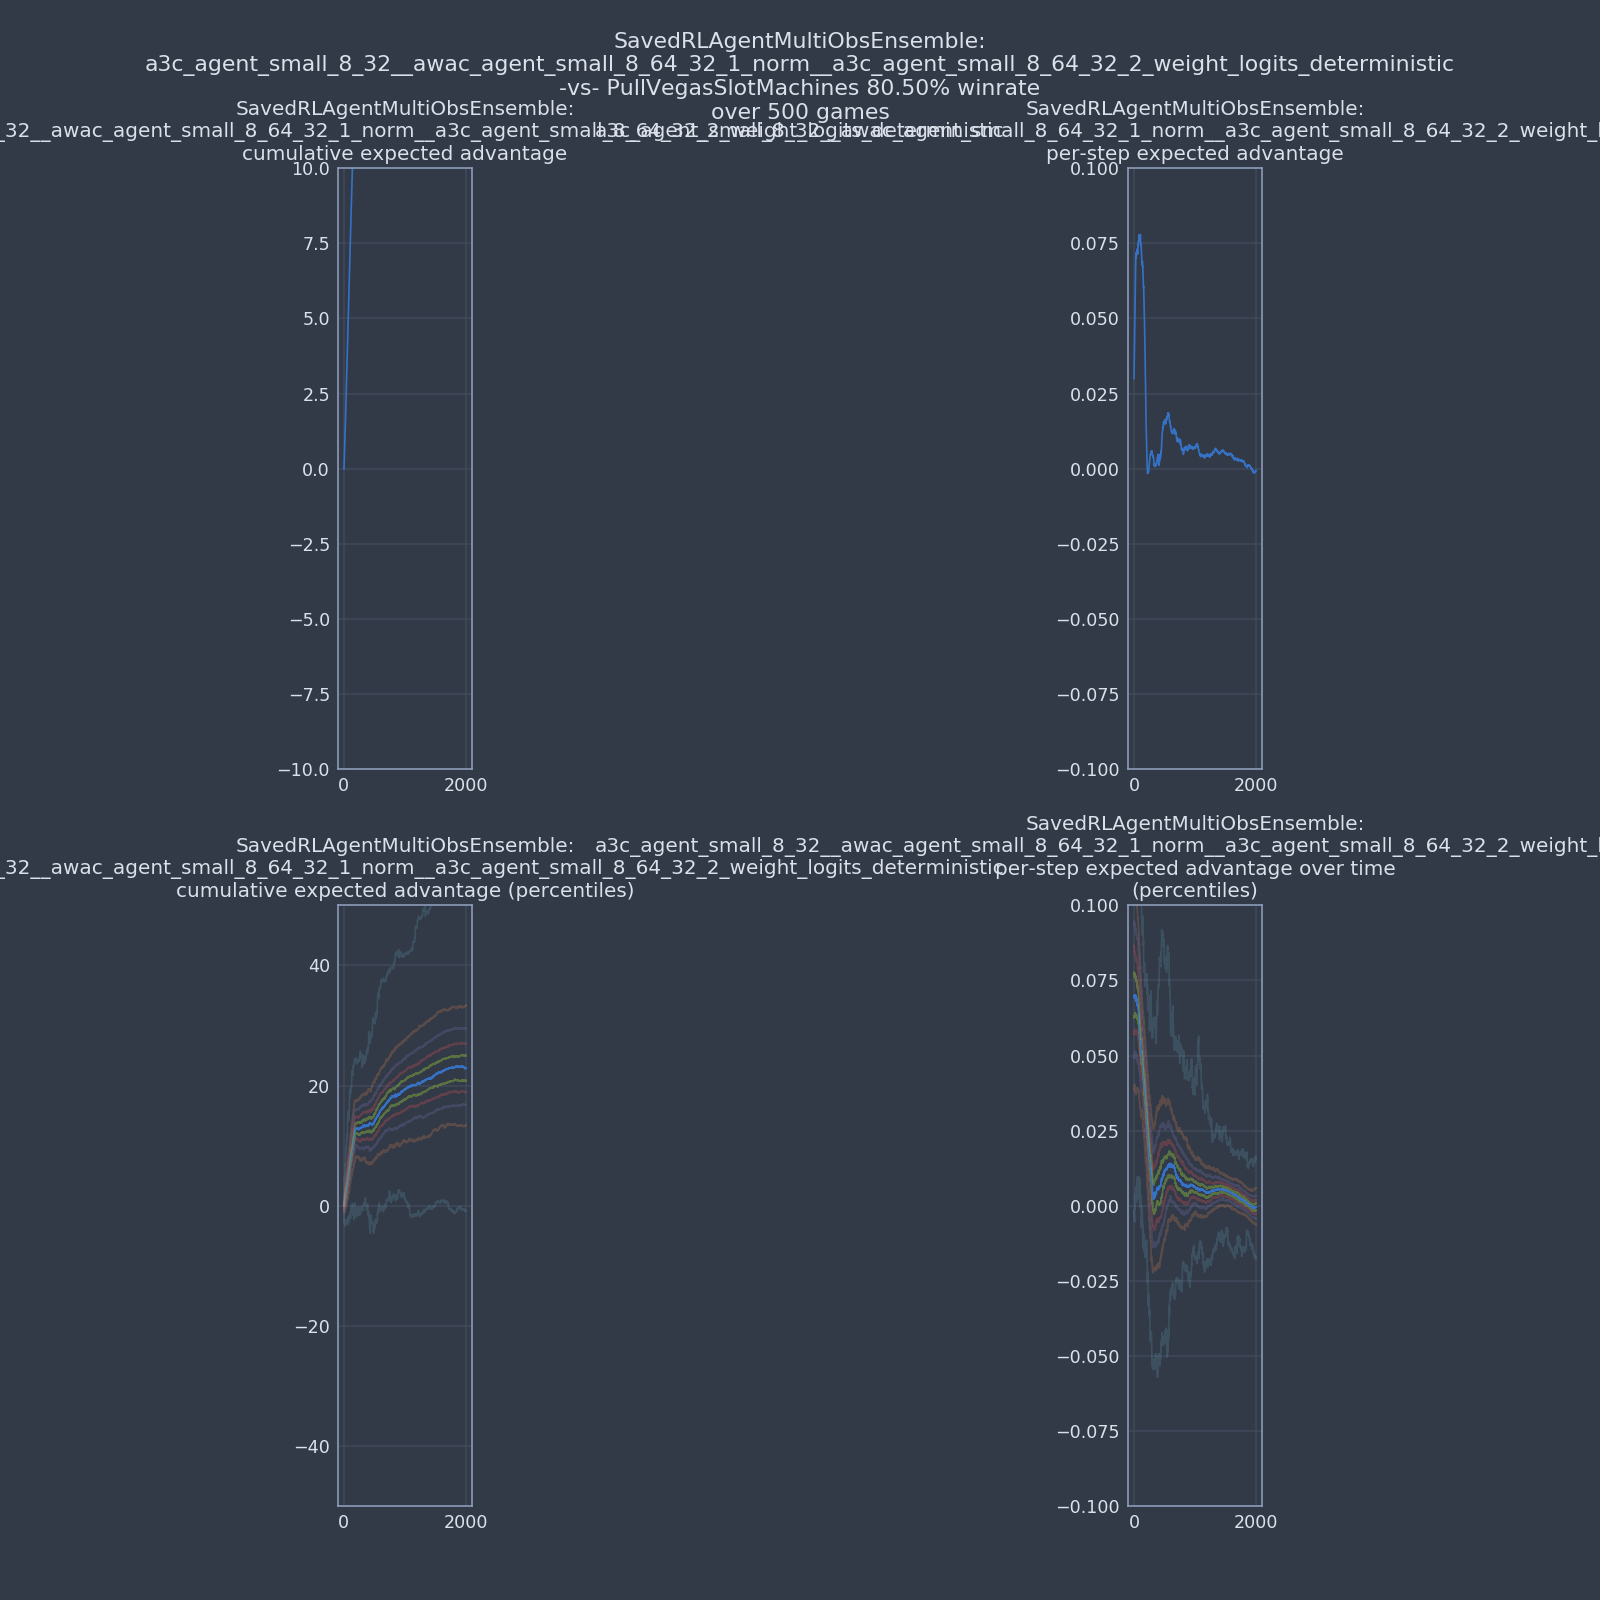 SavedRLAgentMultiObsEnsemble:
a3c_agent_small_8_32__awac_agent_small_8_64_32_1_norm__a3c_agent_small_8_64_32_2_weight_logits_deterministic
-vs- PullVegasSlotMachines 80.50% winrate
over 500 games
SavedRLAgentMultiObsEnsemble:
_32__awac_agent_small_8_64_32_1_norm__a3c_agent_small_8_64_32_2_weight_logits_deterministic
cumulative expected advantage
10.0
7.5
5.0
2.5
0.0
−2.5
−5.0
−7.5
−10.0
0
2000
SavedRLAgentMultiObsEnsemble:
a3c_agent_small_8_32__awac_agent_small_8_64_32_1_norm__a3c_agent_small_8_64_32_2_weight_l
per-step expected advantage
0.100
0.075
0.050
0.025
0.000
−0.025
−0.050
−0.075
−0.100
0
2000
SavedRLAgentMultiObsEnsemble:
_32__awac_agent_small_8_64_32_1_norm__a3c_agent_small_8_64_32_2_weight_logits_deterministic
cumulative expected advantage (percentiles)
40
20
0
−20
−40
0
2000
SavedRLAgentMultiObsEnsemble:
a3c_agent_small_8_32__awac_agent_small_8_64_32_1_norm__a3c_agent_small_8_64_32_2_weight_l
per-step expected advantage over time
(percentiles)
0.100
0.075
0.050
0.025
0.000
−0.025
−0.050
−0.075
−0.100
0
2000